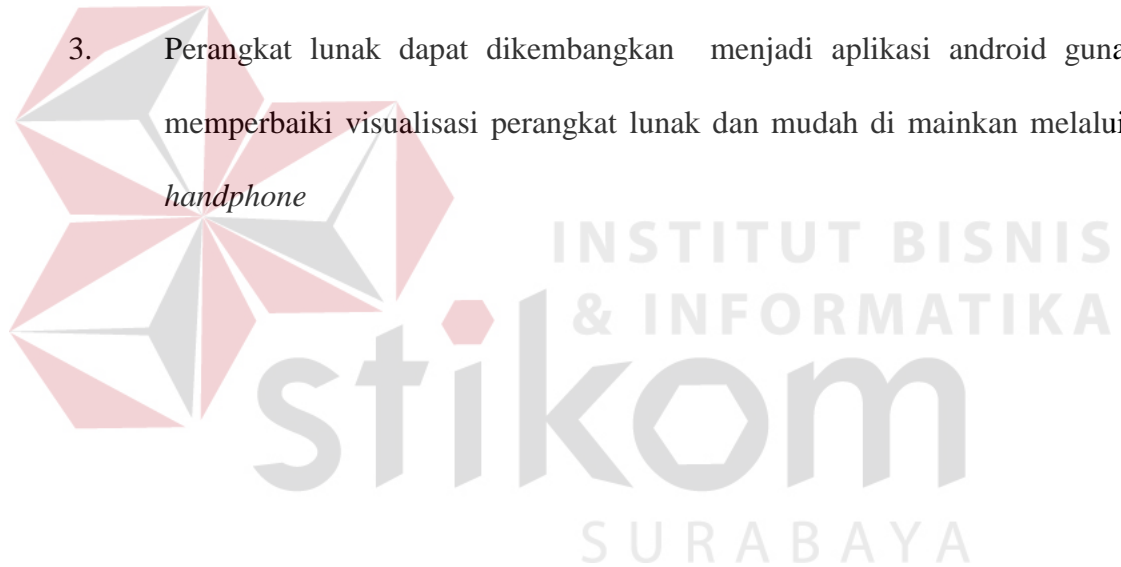 3. Perangkat lunak dapat dikembangkan menjadi aplikasi android guna
memperbaiki visualisasi perangkat lunak dan mudah di mainkan melalui
handphone
INSTITUT BISNIS
& INFORMATIKA
stikom
SURABAYA